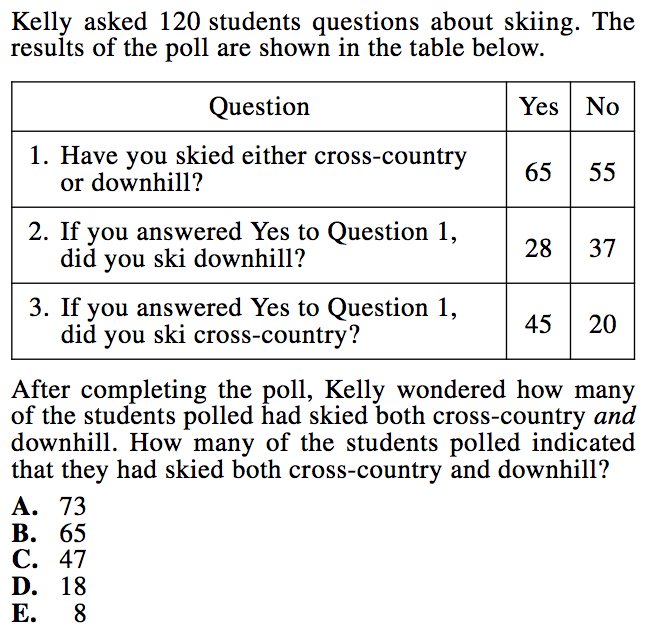 Kelly asked 120 students questions about skiing. The
results of the poll are shown in the table below.
Question Yes No
1. Have you skied either cross-country
or downhill?
65 55
2. If you answered Yes to Question 1,
did you ski downhill?
28 37
3. If you answered Yes to Question 1,
did you ski cross-country?
45 20
After completing the poll, Kelly wondered how many
of the students polled had skied both cross-country and
downhill. How many of the students polled indicated
that they had skied both cross-country and downhill?
A. 73
B. 65
C. 47
D. 18
E. 8